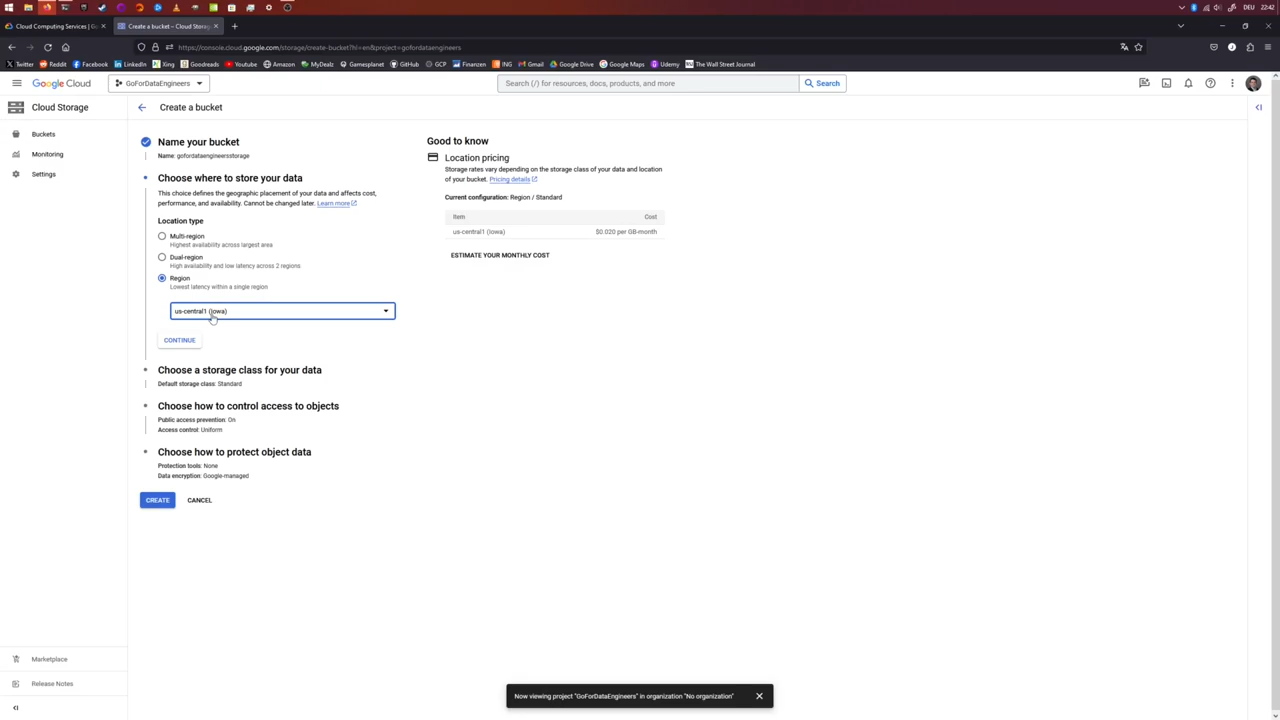 DEU
22:42
Cloud Computing Services | Go
Create a bucket – Cloud Storage
https://console.cloud.google.com/storage/create-bucket?hl=en&project=gofordataengineers
Twitter
Reddit
Facebook
LinkedIn
Xing
Goodreads
Youtube
Amazon
MyDealz
Gamesplanet
GitHub
GCP
Finanzen
ING
Gmail
Google Drive
Google Maps
Udemy
The Wall Street Journal
Google Cloud
GoForDataEngineers
Search (/) for resources, docs, products, and more
Search
Cloud Storage
Create a bucket
Buckets
Monitoring
Settings
Name your bucket
Name: gofordataengineersstorage
Choose where to store your data
This choice defines the geographic placement of your data and affects cost,
performance, and availability. Cannot be changed later. Learn more
Location type
Multi-region
Highest availability across largest area
Dual-region
High availability and low latency across 2 regions
Region
Lowest latency within a single region
us-central1 (Iowa)
CONTINUE
Choose a storage class for your data
Default storage class: Standard
Choose how to control access to objects
Public access prevention: On
Access control: Uniform
Choose how to protect object data
Protection tools: None
Data encryption: Google-managed
CREATE
CANCEL
Good to know
Location pricing
Storage rates vary depending on the storage class of your data and location
of your bucket. Pricing details
Current configuration: Region / Standard
Item
Cost
us-central1 (Iowa)
$0.020 per GB-month
ESTIMATE YOUR MONTHLY COST
Marketplace
Release Notes
Now viewing project "GoForDataEngineers" in organization "No organization"